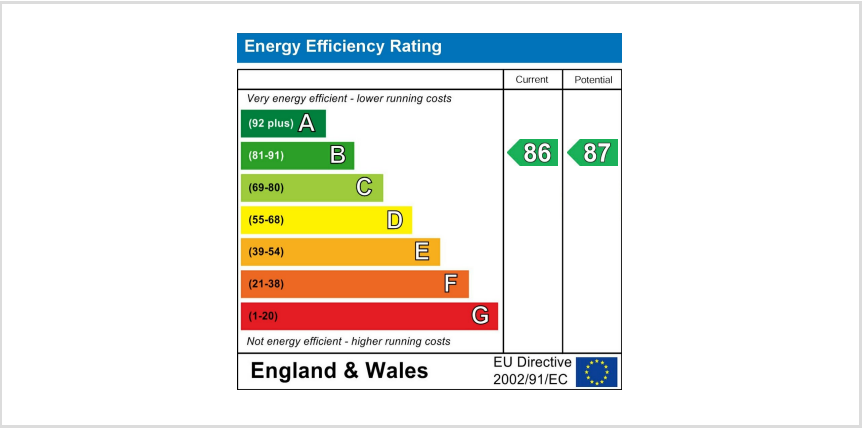 Energy Efficiency Rating
Current Potential
Very energy efficient - lower running costs
(92 plus) A
(81-91) B 86 87
(69-80) C
(55-68) D
(39-54) E
(21-38) F
(1-20) G
Not energy efficient - higher running costs
England & Wales
EU Directive
2002/91/EC